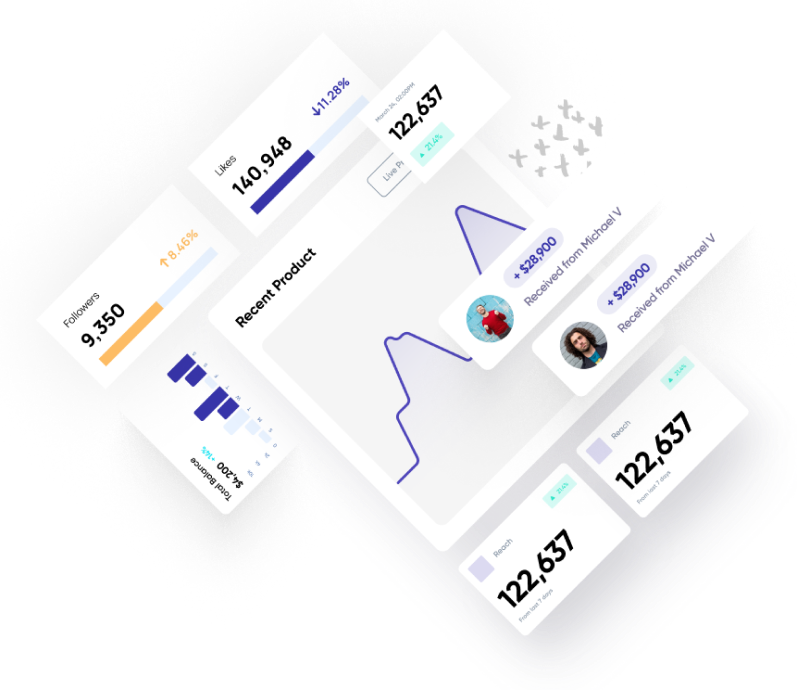 Likes
140,948
↓11.28%
March 24, 02:00PM
122,637
▲ 21.4%
Live Pr
Followers
9,350
↑8.46%
Recent Product
+ $28,900
Received from Michael V
+ $28,900
Received from Michael V
Total Balance
$4,200
+14%
Reach
21.4%
122,637
From last 7 days
Reach
21.4%
122,637
From last 7 days